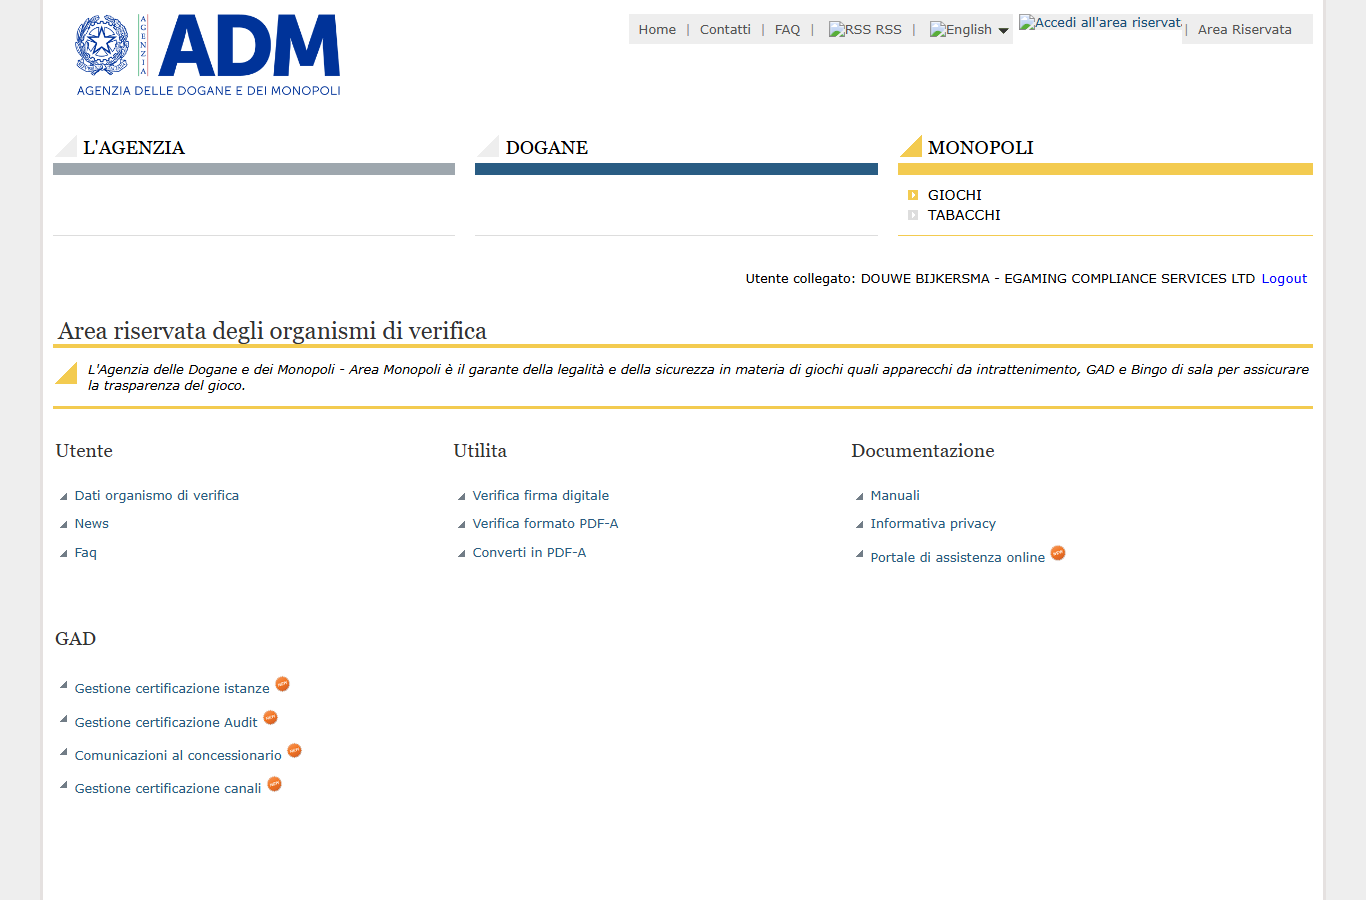 AGENZIA
ADM
AGENZIA DELLE DOGANE E DEI MONOPOLI
Home | Contatti | FAQ | RSS RSS | English Accedi all'area riservat | Area Riservata
L'AGENZIA
DOGANE
MONOPOLI
GIOCHI
TABACCHI
Utente collegato: DOUWE BIJKERSMA - EGAMING COMPLIANCE SERVICES LTD Logout
Area riservata degli organismi di verifica
L'Agenzia delle Dogane e dei Monopoli - Area Monopoli è il garante della legalità e della sicurezza in materia di giochi quali apparecchi da intrattenimento, GAD e Bingo di sala per assicurare
la trasparenza del gioco.
Utente
Dati organismo di verifica
News
Faq
Utilita
Verifica firma digitale
Verifica formato PDF-A
Converti in PDF-A
Documentazione
Manuali
Informativa privacy
Portale di assistenza online NEW
GAD
Gestione certificazione istanze NEW
Gestione certificazione Audit NEW
Comunicazioni al concessionario NEW
Gestione certificazione canali NEW